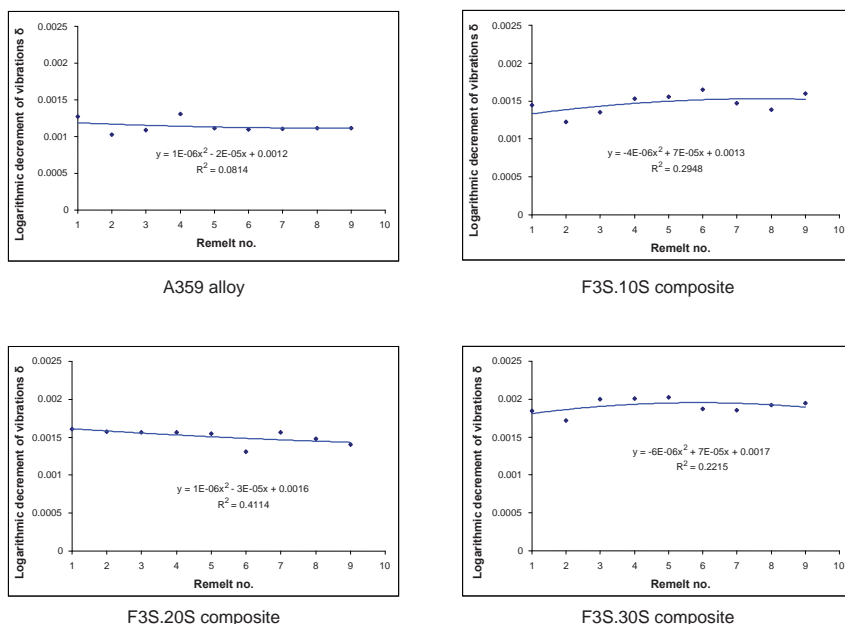 Logarithmic decrement of vibrations δ
0.0025
0.002
0.0015
0.001
0.0005
0
y = 1E-06x² - 2E-05x + 0.0012
R² = 0.0814
1 2 3 4 5 6 7 8 9 10
Remelt no.
A359 alloy
Logarithmic decrement of vibrations δ
0.0025
0.002
0.0015
0.001
0.0005
0
y = -4E-06x² + 7E-05x + 0.0013
R² = 0.2948
1 2 3 4 5 6 7 8 9 10
Remelt no.
F3S.10S composite
Logarithmic decrement of vibrations δ
0.0025
0.002
0.0015
0.001
0.0005
0
y = 1E-06x² - 3E-05x + 0.0016
R² = 0.4114
1 2 3 4 5 6 7 8 9 10
Remelt no.
F3S.20S composite
Logarithmic decrement of vibrations δ
0.0025
0.002
0.0015
0.001
0.0005
0
y = -6E-06x² + 7E-05x + 0.0017
R² = 0.2215
1 2 3 4 5 6 7 8 9 10
Remelt no.
F3S.30S composite